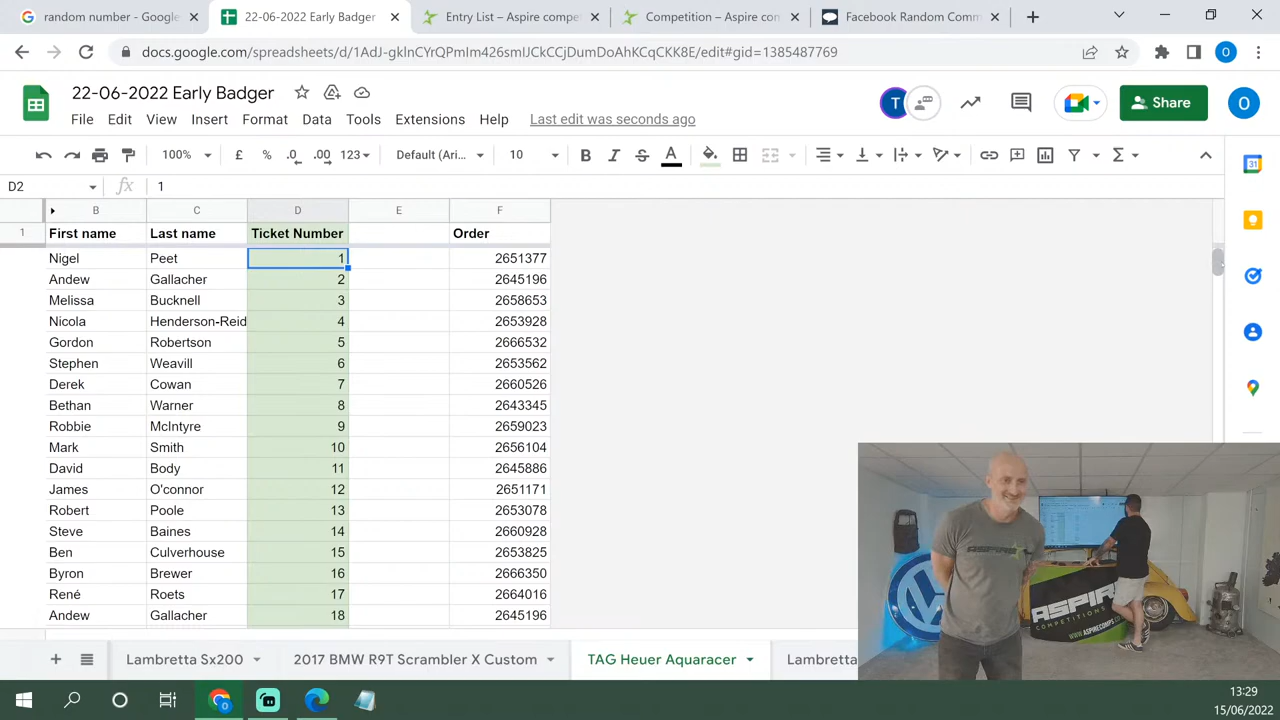 random number - Google
22-06-2022 Early Badger
Entry List – Aspire compe
Competition – Aspire con
Facebook Random Comm
docs.google.com/spreadsheets/d/1AdJ-gklnCYrQPmIm426smIJCkCCjDumDoAhKCqCKK8E/edit#gid=1385487769
O
22-06-2022 Early Badger
T
Share
O
File Edit View Insert Format Data Tools Extensions Help Last edit was seconds ago
100% £ % .0 .00 123 Default (Ari... 10 B I S A
31
D2 fx 1
B C D E F
1 First name Last name Ticket Number Order
Nigel Peet 1 2651377
Andew Gallacher 2 2645196
Melissa Bucknell 3 2658653
Nicola Henderson-Reid 4 2653928
Gordon Robertson 5 2666532
Stephen Weavill 6 2653562
Derek Cowan 7 2660526
Bethan Warner 8 2643345
Robbie McIntyre 9 2659023
Mark Smith 10 2656104
David Body 11 2645886
James O'connor 12 2651171
Robert Poole 13 2653078
Steve Baines 14 2660928
Ben Culverhouse 15 2653825
Byron Brewer 16 2666350
René Roets 17 2664016
Andew Gallacher 18 2645196
ASPIR
COMPETITIONS
WWW.ASPIRECOMPS.C
Lambretta Sx200
2017 BMW R9T Scrambler X Custom
TAG Heuer Aquaracer
Lambretta
13:29
15/06/2022